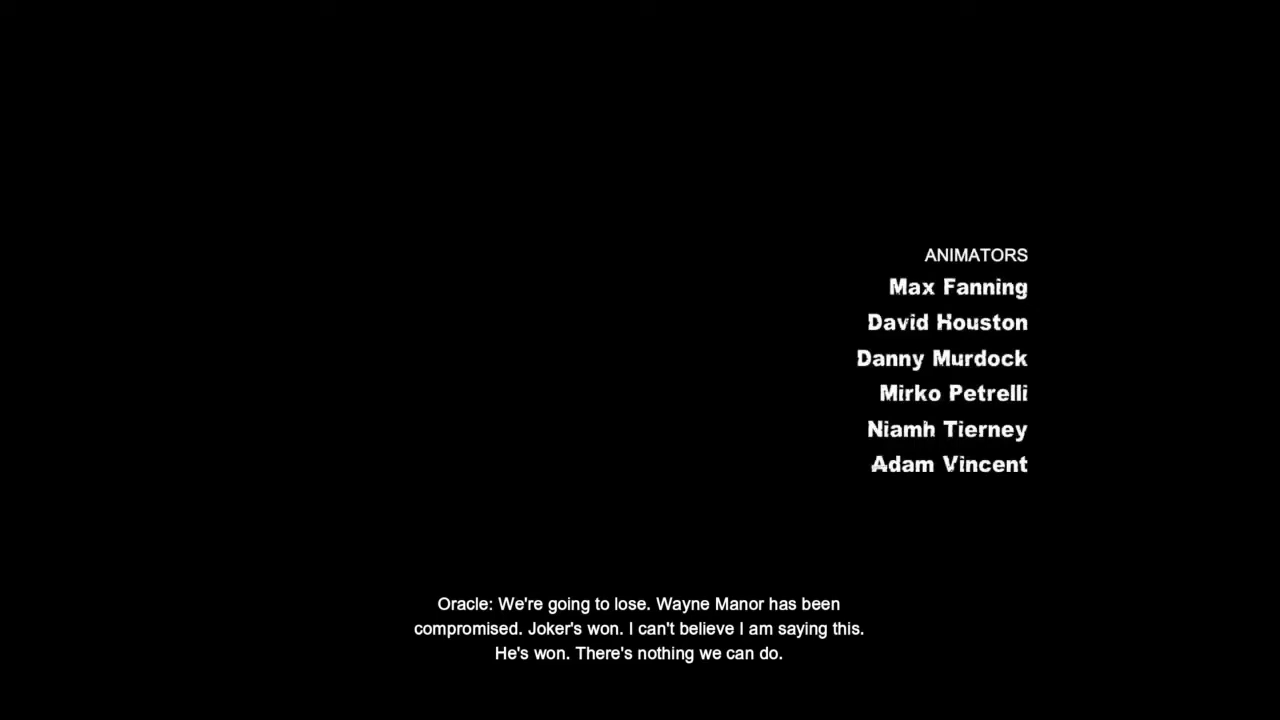 ANIMATORS
Max Fanning
David Houston
Danny Murdock
Mirko Petrelli
Niamh Tierney
Adam Vincent
Oracle: We're going to lose. Wayne Manor has been
compromised. Joker's won. I can't believe I am saying this.
He's won. There's nothing we can do.